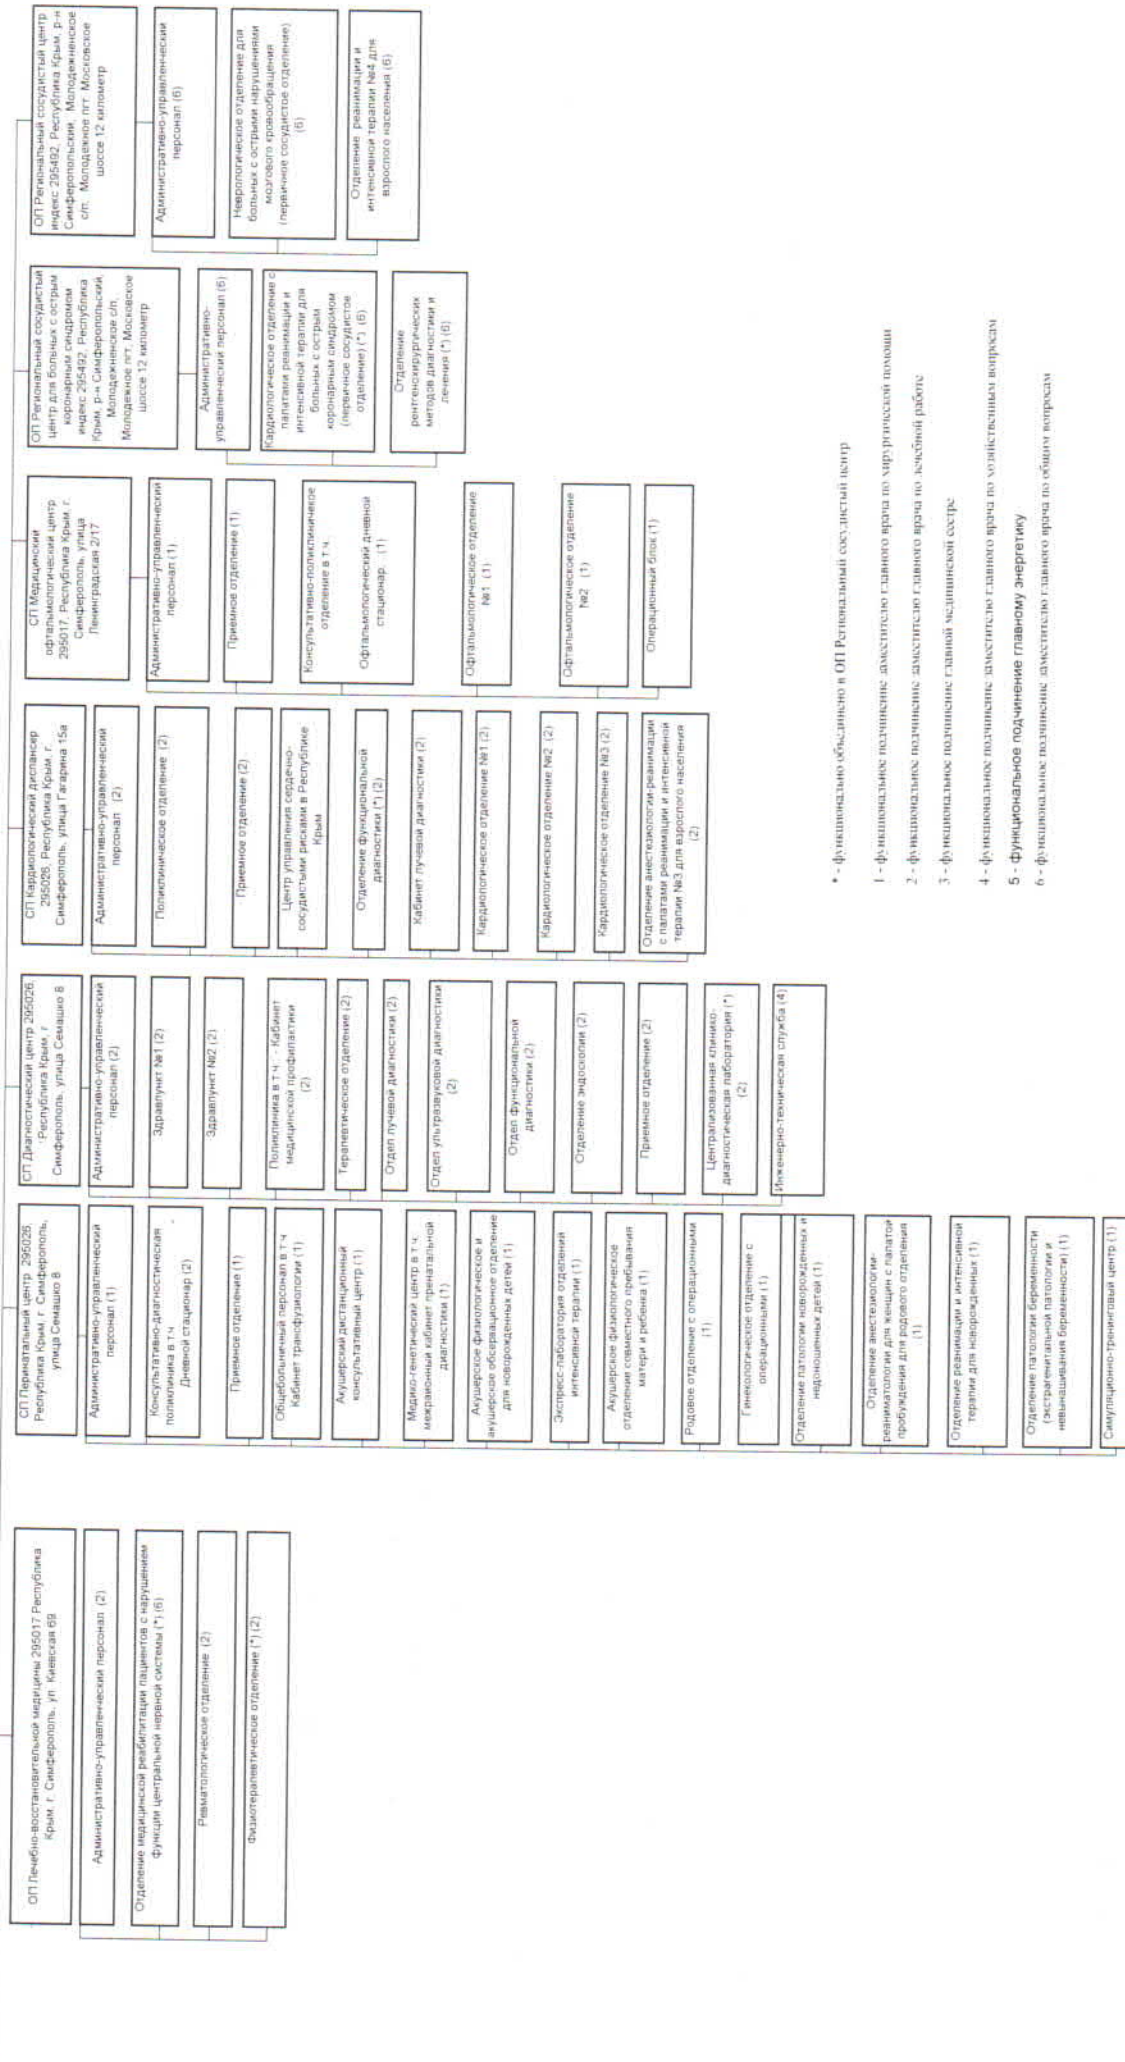 ОП Лечебно-восстановительной медицины 295017 Республика
Крым, г. Симферополь, ул. Киевская 69
Административно-управленческий персонал (2)
Отделение медицинской реабилитации пациентов с нарушением
функции центральной нервной системы (*) (6)
Ревматологическое отделение (2)
Физиотерапевтическое отделение (*) (2)
СП Перинатальный центр 295026,
Республика Крым, г. Симферополь,
улица Семашко 8
Административно-управленческий
персонал (1)
Консультативно-диагностическая
поликлиника в т.ч.
Дневной стационар (2)
Приемное отделение (1)
Общебольничный персонал в т.ч.
Кабинет трансфузиологии (1)
Акушерский дистанционный
консультативный центр (1)
Медико-генетический центр в т.ч.
межрайонный кабинет пренатальной
диагностики (1)
Акушерское физиологическое и
акушерское обсервационное отделение
для новорожденных детей (1)
Экспресс-лаборатория отделений
интенсивной терапии (1)
Акушерское физиологическое
отделение совместного пребывания
матери и ребенка (1)
Родовое отделение с операционными
(1)
Гинекологическое отделение с
операционными (1)
Отделение патологии новорожденных и
недоношенных детей (1)
Отделение анестезиологии-
реаниматологии для женщин с палатой
пробуждения для родового отделения
(1)
Отделение реанимации и интенсивной
терапии для новорожденных (1)
Отделение патологии беременности
(экстрагенитальной патологии и
невынашивания беременности) (1)
Симуляционно-тренинговый центр (1)
СП Диагностический центр 295026,
Республика Крым, г.
Симферополь, улица Семашко 8
Административно-управленческий
персонал (2)
Здравпункт №1 (2)
Здравпункт №2 (2)
Поликлиника в т.ч. - Кабинет
медицинской профилактики
(2)
Терапевтическое отделение (2)
Отдел лучевой диагностики (2)
Отдел ультразвуковой диагностики
(2)
Отдел функциональной
диагностики (2)
Отделение эндоскопии (2)
Приемное отделение (2)
Централизованная клинико-
диагностическая лаборатория (*)
(2)
Инженерно-техническая служба (4)
СП Кардиологический диспансер
295026, Республика Крым, г.
Симферополь, улица Гагарина 15а
Административно-управленческий
персонал (2)
Поликлиническое отделение (2)
Приемное отделение (2)
Центр управления сердечно-
сосудистыми рисками в Республике
Крым
Отделение функциональной
диагностики (*) (2)
Кабинет лучевой диагностики (2)
Кардиологическое отделение №1 (2)
Кардиологическое отделение №2 (2)
Кардиологическое отделение №3 (2)
Отделение анестезиологии-реанимации
с палатами реанимации и интенсивной
терапии №3 для взрослого населения
(2)
СП Медицинский
офтальмологический центр
295017, Республика Крым, г.
Симферополь, улица
Ленинградская 2/17
Административно-управленческий
персонал (1)
Приемное отделение (1)
Консультативно-поликлиническое
отделение в т.ч.
Офтальмологический дневной
стационар. (1)
Офтальмологическое отделение
№1 (1)
Офтальмологическое отделение
№2 (1)
Операционный блок (1)
ОП Региональный сосудистый
центр для больных с острым
коронарным синдромом
индекс 295492, Республика
Крым, р-н Симферопольский,
Молодежненское с/п,
Молодежное пгт, Московское
шоссе 12 километр
Административно-
управленческий персонал (6)
Кардиологическое отделение с
палатами реанимации и
интенсивной терапии для
больных с острым
коронарным синдромом
(первичное сосудистое
отделение) (*) (6)
Отделение
рентгенохирургических
методов диагностики и
лечения (*) (6)
ОП Региональный сосудистый центр
индекс 295492, Республика Крым, р-н
Симферопольский, Молодежненское
с/п, Молодежное пгт, Московское
шоссе 12 километр
Административно-управленческий
персонал (6)
Неврологическое отделение для
больных с острыми нарушениями
мозгового кровообращения
(первичное сосудистое отделение)
(6)
Отделение реанимации и
интенсивной терапии №4 для
взрослого населения (6)
* - функционально объединено в ОП Региональный сосудистый центр
1 - функциональное подчинение заместителю главного врача по хирургической помощи
2 - функциональное подчинение заместителю главного врача по лечебной работе
3 - функциональное подчинение главной медицинской сестре
4 - функциональное подчинение заместителю главного врача по хозяйственным вопросам
5 - функциональное подчинение главному энергетику
6 - функциональное подчинение заместителю главного врача по общим вопросам